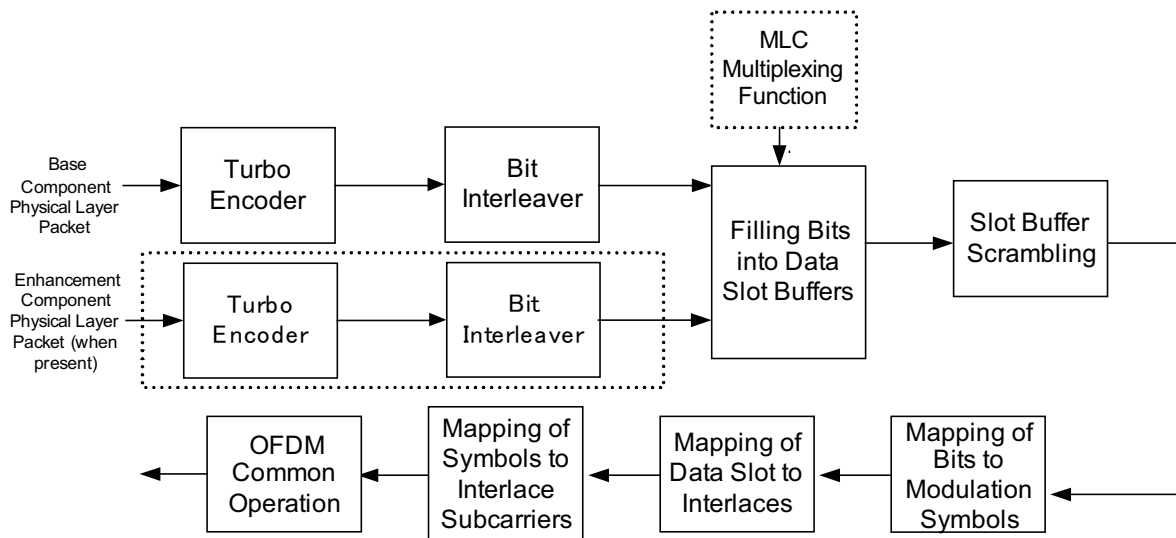 MLC
Multiplexing
Function
Base
Component
Physical Layer
Packet
Turbo
Encoder
Bit
Interleaver
Filling Bits
into Data
Slot Buffers
Slot Buffer
Scrambling
Enhancement
Component
Physical Layer
Packet (when
present)
Turbo
Encoder
Bit
Interleaver
OFDM
Common
Operation
Mapping of
Symbols to
Interlace
Subcarriers
Mapping of
Data Slot to
Interlaces
Mapping of
Bits to
Modulation
Symbols